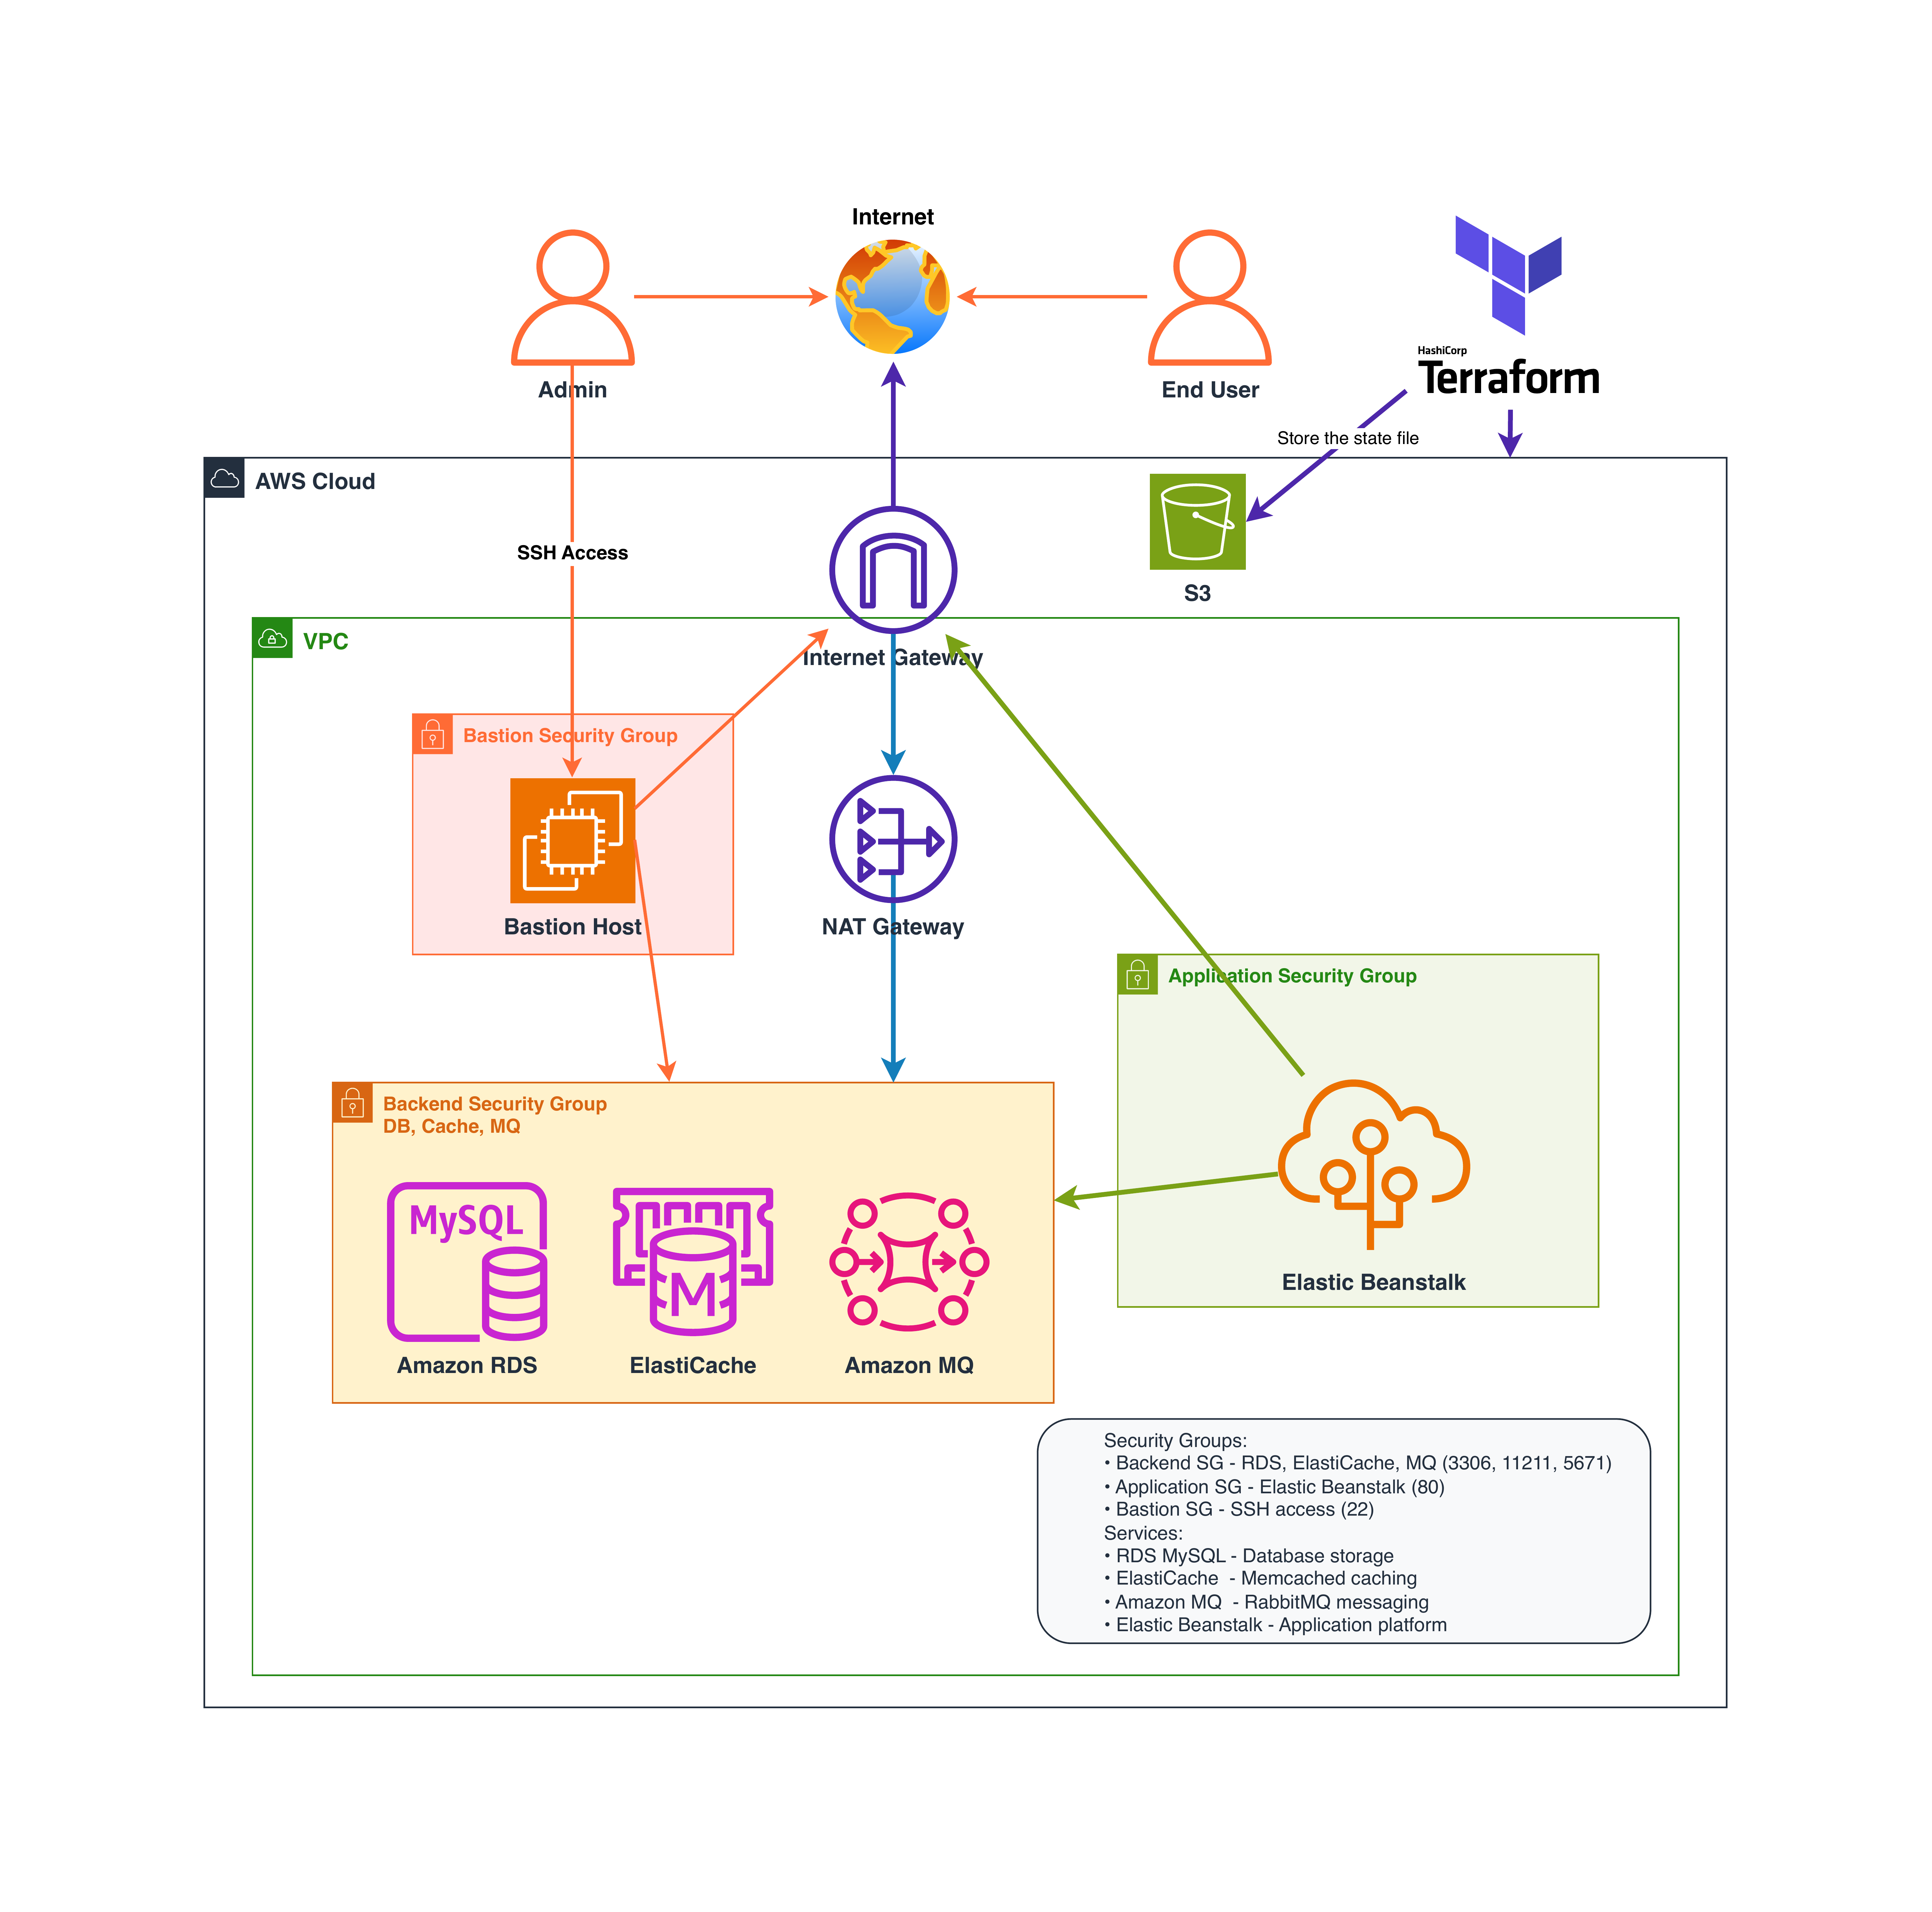 Internet
Admin
End User
HashiCorp
Terraform
Store the state file
AWS Cloud
SSH Access
S3
VPC
Internet Gateway
Bastion Security Group
Bastion Host
NAT Gateway
Application Security Group
Backend Security Group
DB, Cache, MQ
MySQL
M
Elastic Beanstalk
Amazon RDS
ElastiCache
Amazon MQ
Security Groups:
• Backend SG - RDS, ElastiCache, MQ (3306, 11211, 5671)
• Application SG - Elastic Beanstalk (80)
• Bastion SG - SSH access (22)
Services:
• RDS MySQL - Database storage
• ElastiCache  - Memcached caching
• Amazon MQ  - RabbitMQ messaging
• Elastic Beanstalk - Application platform